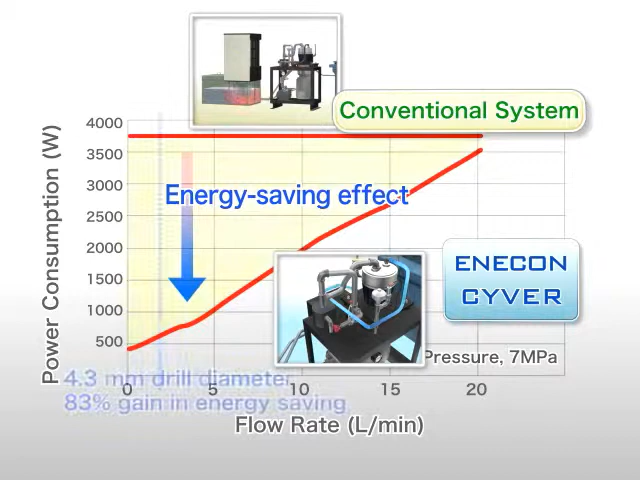 Conventional System
4000
3500
3000
2500
2000
1500
1000
500
Power Consumption (W)
Energy-saving effect
ENECON
CYVER
Pressure, 7MPa
4.3 mm drill diameter
83% gain in energy saving
0 5 10 15 20
Flow Rate (L/min)